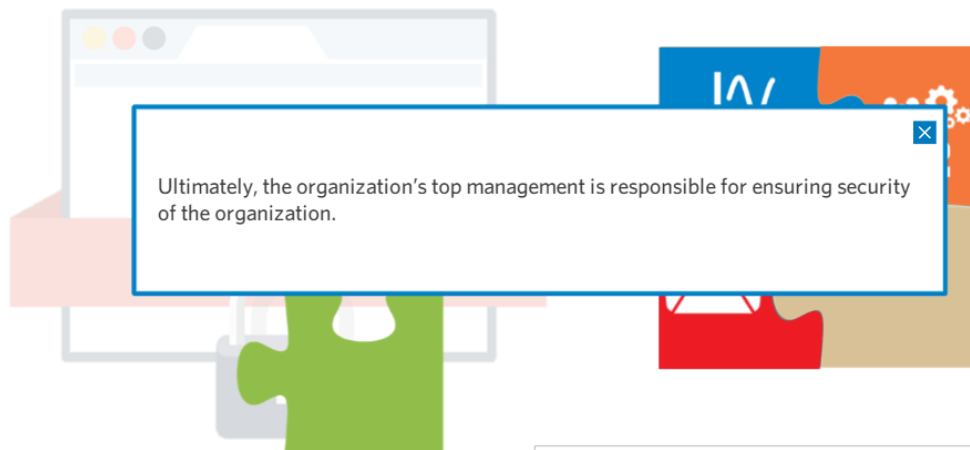 Ultimately, the organization’s top management is responsible for ensuring security
of the organization.